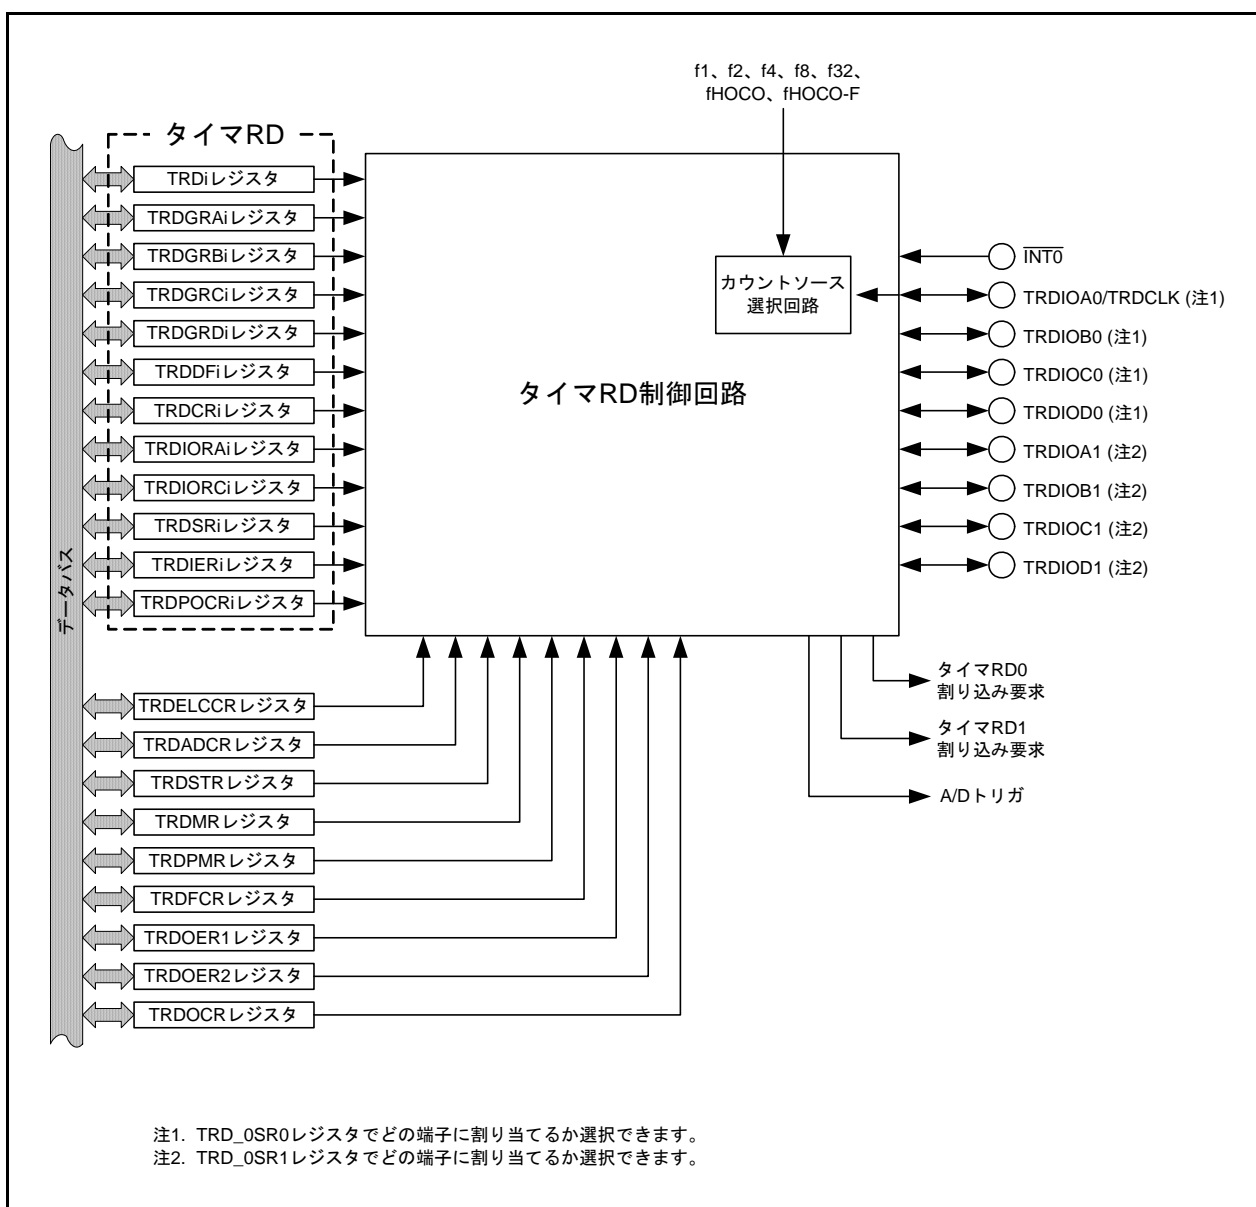 f1、f2、f4、f8、f32、
fHOCO、fHOCO-F
タイマRD
データバス
TRDiレジスタ
TRDGRAiレジスタ
TRDGRBiレジスタ
TRDGRCiレジスタ
TRDGRDiレジスタ
TRDDFiレジスタ
TRDCRiレジスタ
TRDIORAiレジスタ
TRDIORCiレジスタ
TRDSRiレジスタ
TRDIERiレジスタ
TRDPOCRiレジスタ
TRDELCCRレジスタ
TRDADCRレジスタ
TRDSTRレジスタ
TRDMRレジスタ
TRDPMRレジスタ
TRDFCRレジスタ
TRDOER1レジスタ
TRDOER2レジスタ
TRDOCRレジスタ
カウントソース
選択回路
タイマRD制御回路
INT0
TRDIOA0/TRDCLK (注1)
TRDIOB0 (注1)
TRDIOC0 (注1)
TRDIOD0 (注1)
TRDIOA1 (注2)
TRDIOB1 (注2)
TRDIOC1 (注2)
TRDIOD1 (注2)
タイマRD0
割り込み要求
タイマRD1
割り込み要求
A/Dトリガ
注1. TRD_0SR0レジスタでどの端子に割り当てるか選択できます。
注2. TRD_0SR1レジスタでどの端子に割り当てるか選択できます。